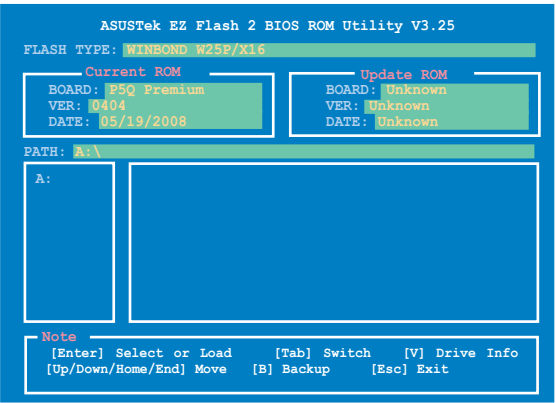 ASUSTek EZ Flash 2 BIOS ROM Utility V3.25
FLASH TYPE: WINBOND W25P/X16
Current ROM
BOARD: P5Q Premium
VER: 0404
DATE: 05/19/2008
Update ROM
BOARD: Unknown
VER: Unknown
DATE: Unknown
PATH: A:\
A:
Note
[Enter] Select or Load [Tab] Switch [V] Drive Info
[Up/Down/Home/End] Move [B] Backup [Esc] Exit